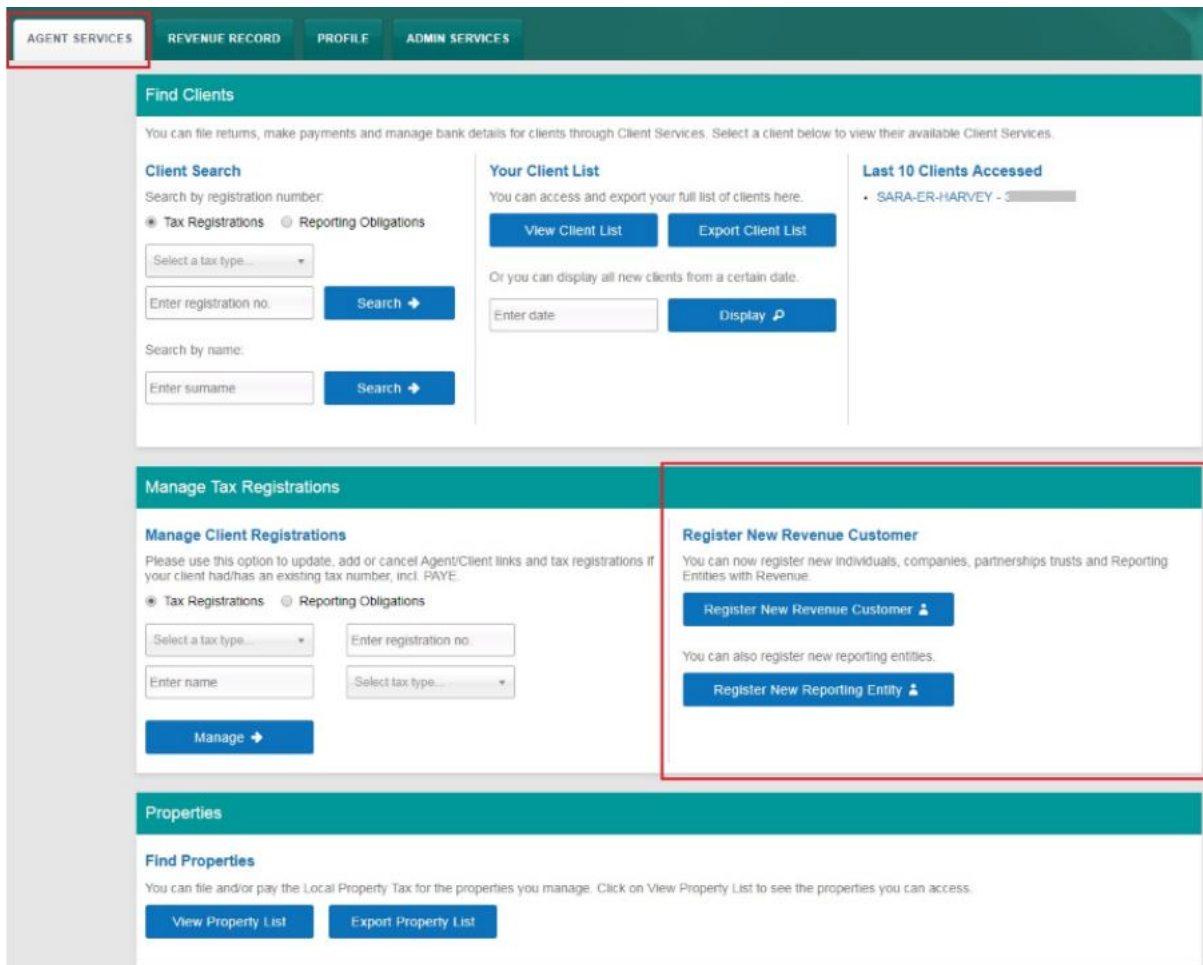 AGENT SERVICES
REVENUE RECORD
PROFILE
ADMIN SERVICES
Find Clients
You can file returns, make payments and manage bank details for clients through Client Services. Select a client below to view their available Client Services.
Client Search
Search by registration number:
Tax Registrations
Reporting Obligations
Select a tax type...
Enter registration no.
Search
Search by name:
Enter surname
Search
Your Client List
You can access and export your full list of clients here.
View Client List
Export Client List
Or you can display all new clients from a certain date.
Enter date
Display
Last 10 Clients Accessed
SARA-ER-HARVEY - 3
Manage Tax Registrations
Manage Client Registrations
Please use this option to update, add or cancel Agent/Client links and tax registrations if
your client had/has an existing tax number, incl. PAYE.
Tax Registrations
Reporting Obligations
Select a tax type...
Enter registration no.
Enter name
Select tax type...
Manage
Register New Revenue Customer
You can now register new individuals, companies, partnerships trusts and Reporting
Entities with Revenue.
Register New Revenue Customer
You can also register new reporting entities.
Register New Reporting Entity
Properties
Find Properties
You can file and/or pay the Local Property Tax for the properties you manage. Click on View Property List to see the properties you can access.
View Property List
Export Property List